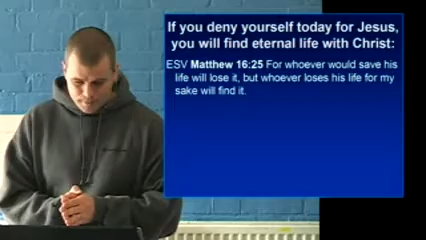 If you deny yourself today for Jesus,
you will find eternal life with Christ:
ESV Matthew 16:25 For whoever would save his
life will lose it, but whoever loses his life for my
sake will find it.